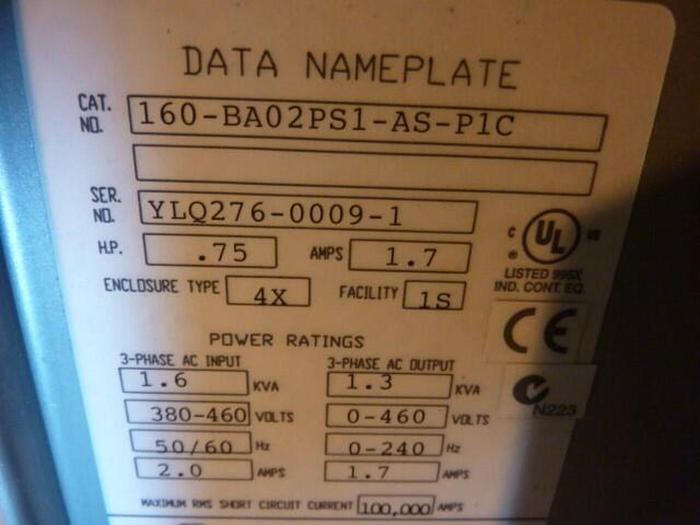 DATA NAMEPLATE
CAT. NO. 160-BA02PS1-AS-P1C
SER. NO. YLQ276-0009-1
H.P. .75 AMPS 1.7
C UL US
®
LISTED 996X
IND. CONT. EQ.
ENCLOSURE TYPE 4X FACILITY 1S
CE
POWER RATINGS
3-PHASE AC INPUT 3-PHASE AC OUTPUT
1.6 KVA 1.3 KVA
380-460 VOLTS 0-460 VOLTS
N223
50/60 Hz 0-240 Hz
2.0 AMPS 1.7 AMPS
MAXIMUM RMS SHORT CIRCUIT CURRENT 100,000 AMPS